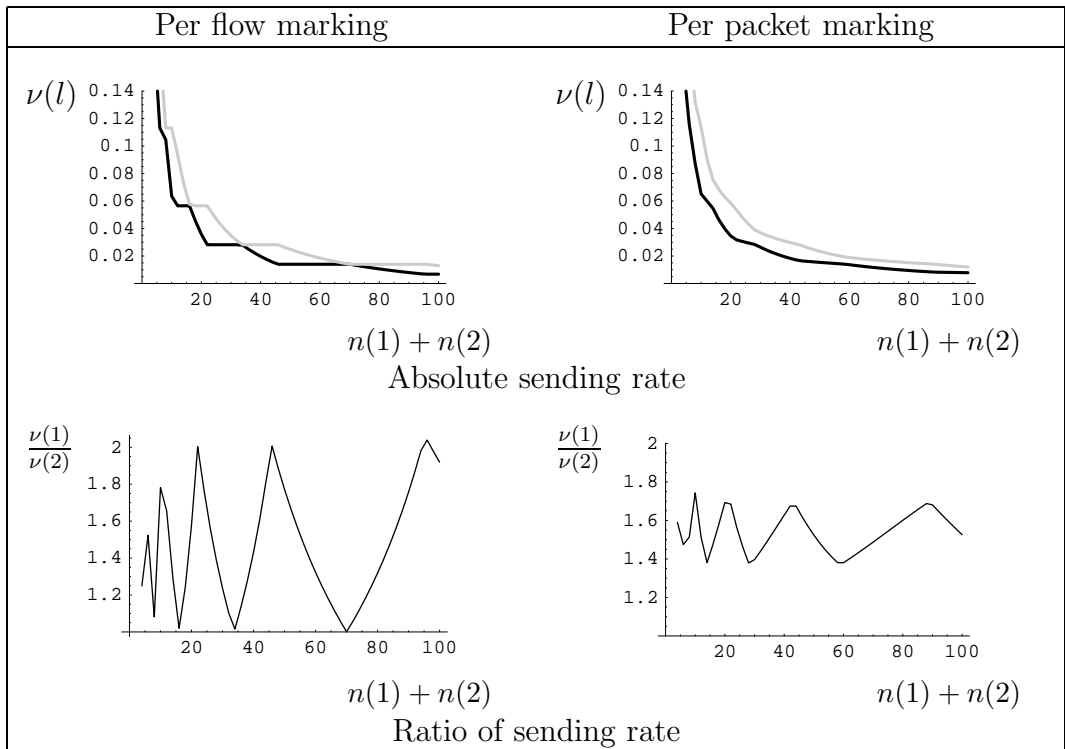 Per flow marking
Per packet marking
ν(l)
0.14
0.12
0.1
0.08
0.06
0.04
0.02
20 40 60 80 100
n(1) + n(2)
ν(l)
0.14
0.12
0.1
0.08
0.06
0.04
0.02
20 40 60 80 100
n(1) + n(2)
Absolute sending rate
ν(1)
ν(2)
2
1.8
1.6
1.4
1.2
20 40 60 80 100
n(1) + n(2)
ν(1)
ν(2)
2
1.8
1.6
1.4
1.2
20 40 60 80 100
n(1) + n(2)
Ratio of sending rate